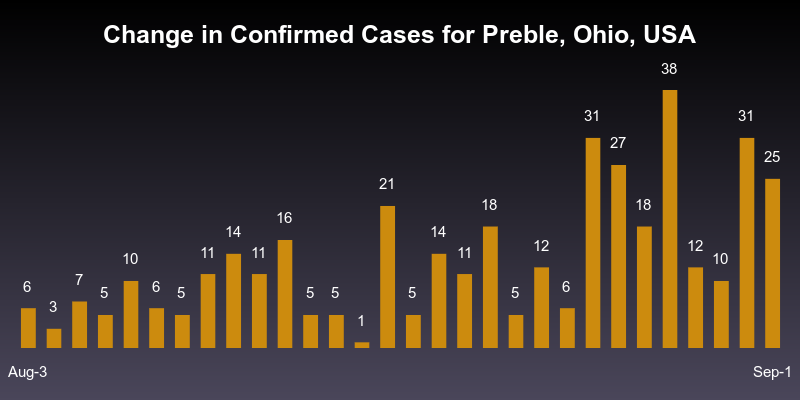 Change in Confirmed Cases for Preble, Ohio, USA
6 3 7 5 10 6 5 11 14 11 16 5 5 1 21 5 14 11 18 5 12 6 31 27 18 38 12 10 31 25
Aug-3 Sep-1